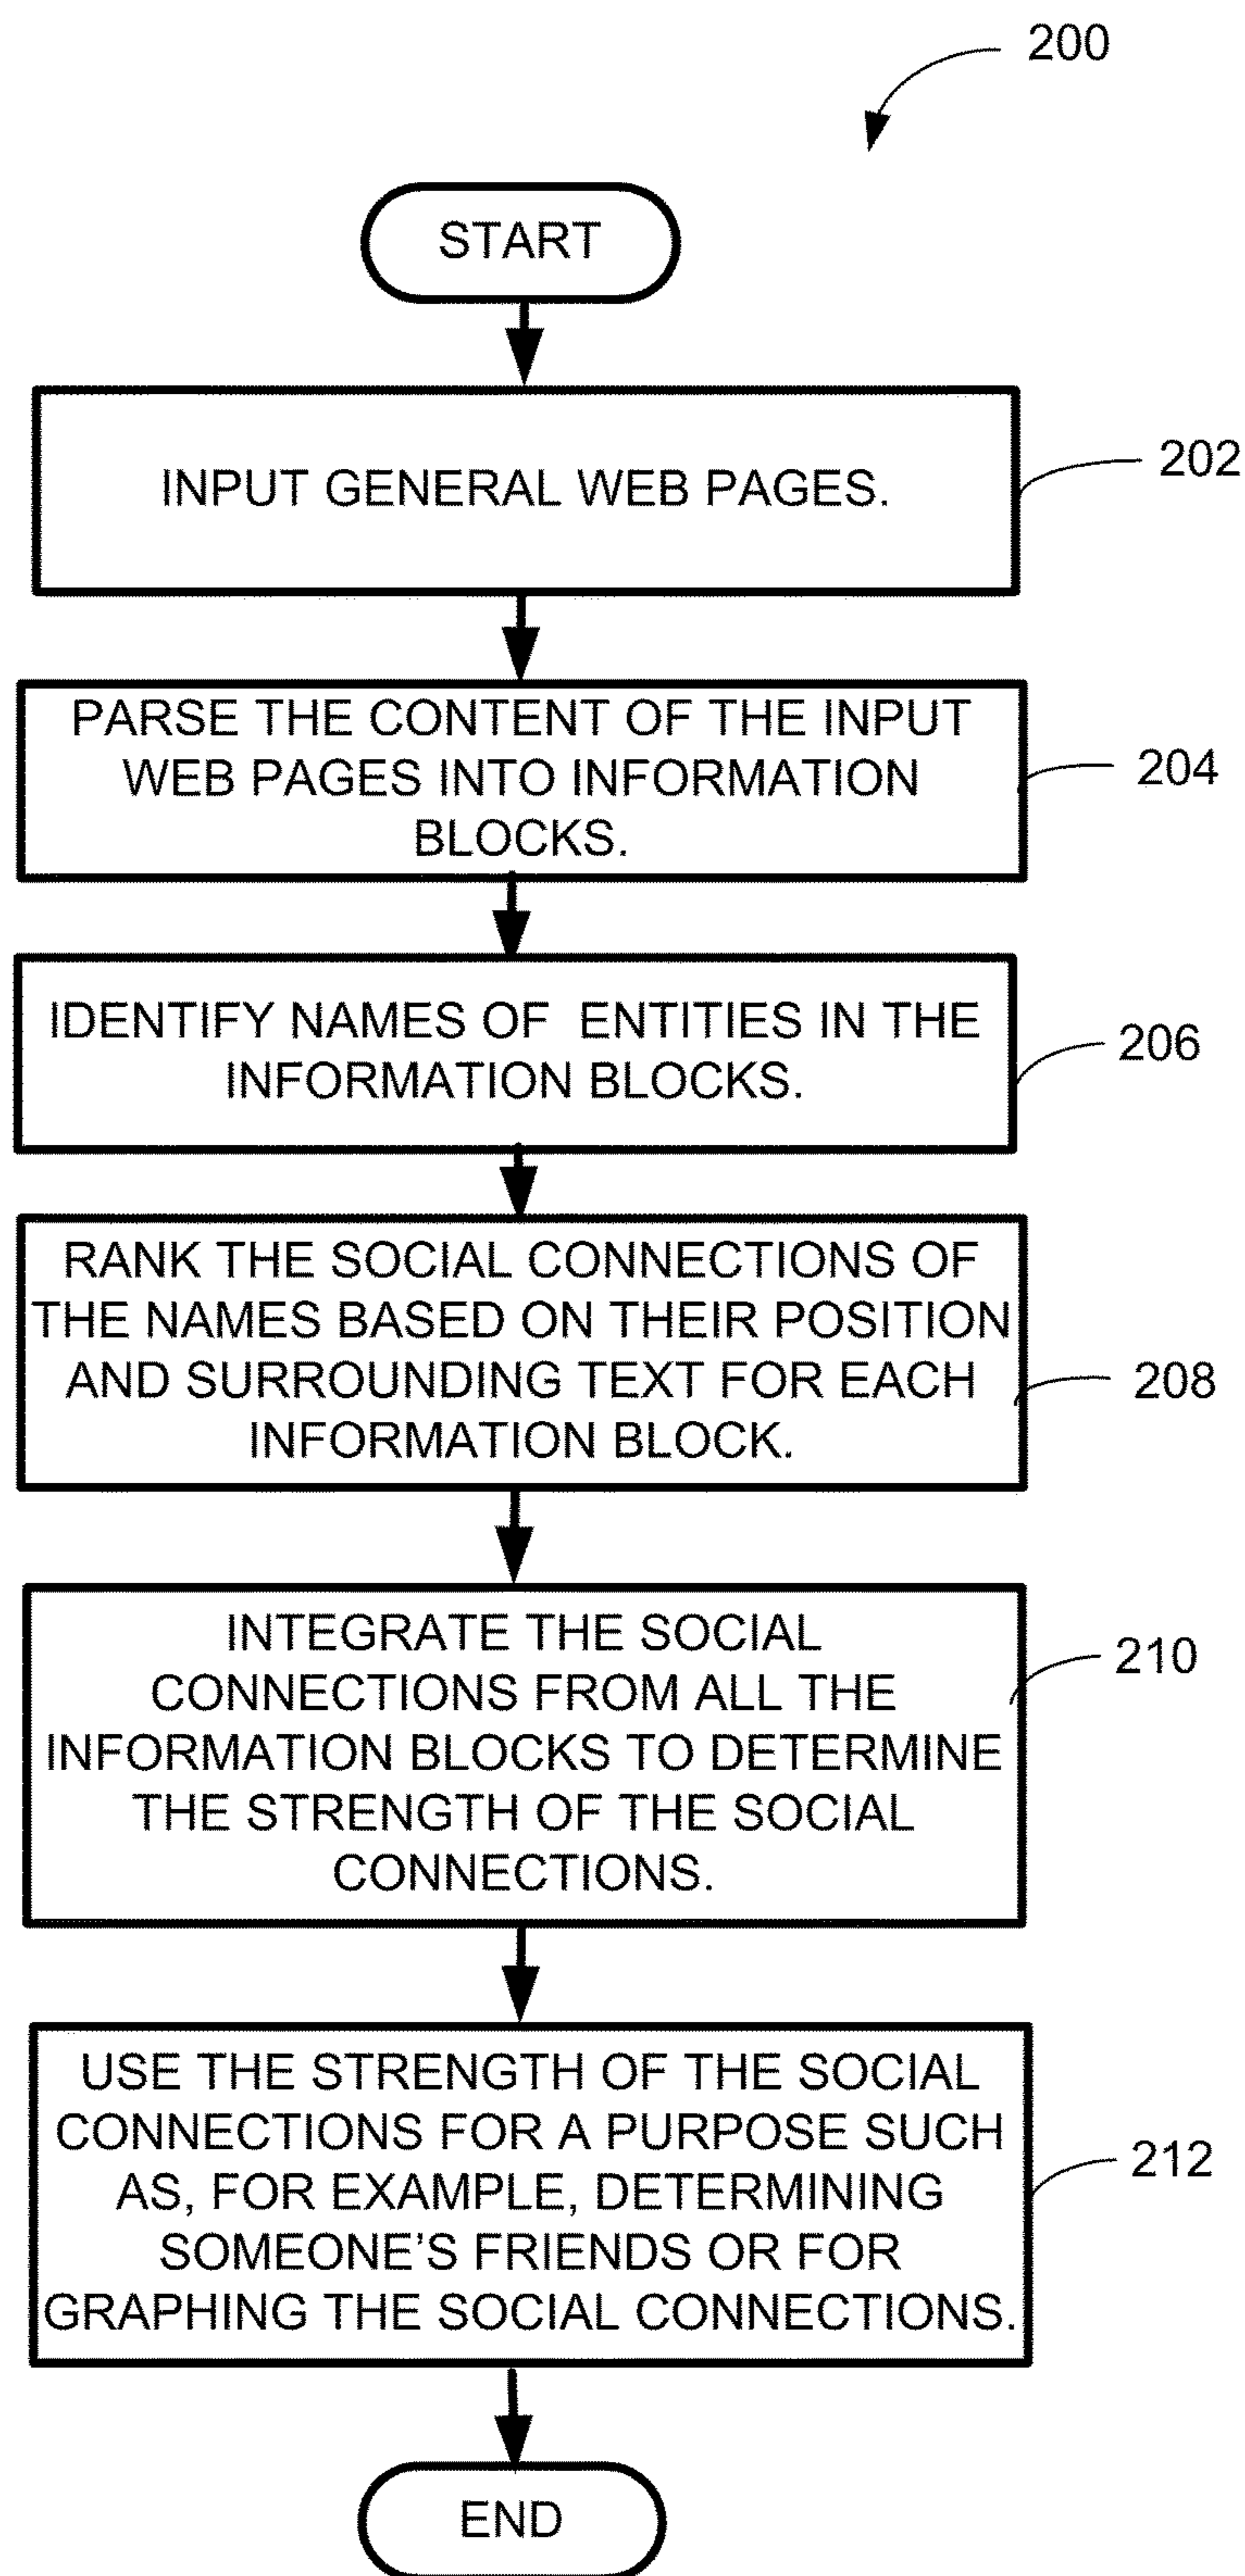 200
START
INPUT GENERAL WEB PAGES.
202
PARSE THE CONTENT OF THE INPUT
WEB PAGES INTO INFORMATION
BLOCKS.
204
IDENTIFY NAMES OF ENTITIES IN THE
INFORMATION BLOCKS.
206
RANK THE SOCIAL CONNECTIONS OF
THE NAMES BASED ON THEIR POSITION
AND SURROUNDING TEXT FOR EACH
INFORMATION BLOCK.
208
INTEGRATE THE SOCIAL
CONNECTIONS FROM ALL THE
INFORMATION BLOCKS TO DETERMINE
THE STRENGTH OF THE SOCIAL
CONNECTIONS.
210
USE THE STRENGTH OF THE SOCIAL
CONNECTIONS FOR A PURPOSE SUCH
AS, FOR EXAMPLE, DETERMINING
SOMEONE’S FRIENDS OR FOR
GRAPHING THE SOCIAL CONNECTIONS.
212
END